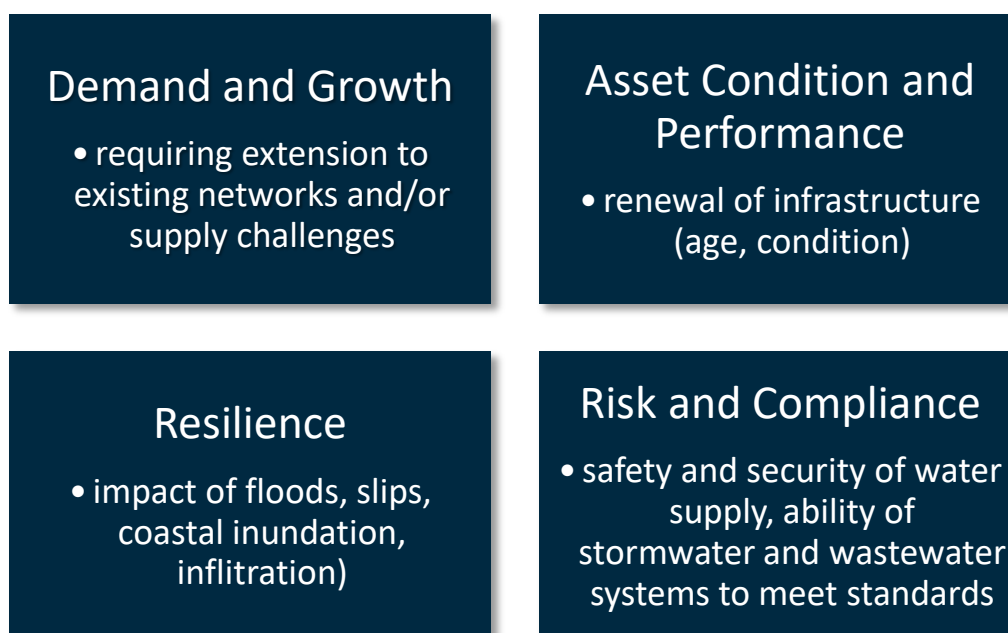 Demand and Growth
• requiring extension to
existing networks and/or
supply challenges
Asset Condition and
Performance
• renewal of infrastructure
(age, condition)
Resilience
• impact of floods, slips,
coastal inundation,
inflitration)
Risk and Compliance
• safety and security of water
supply, ability of
stormwater and wastewater
systems to meet standards